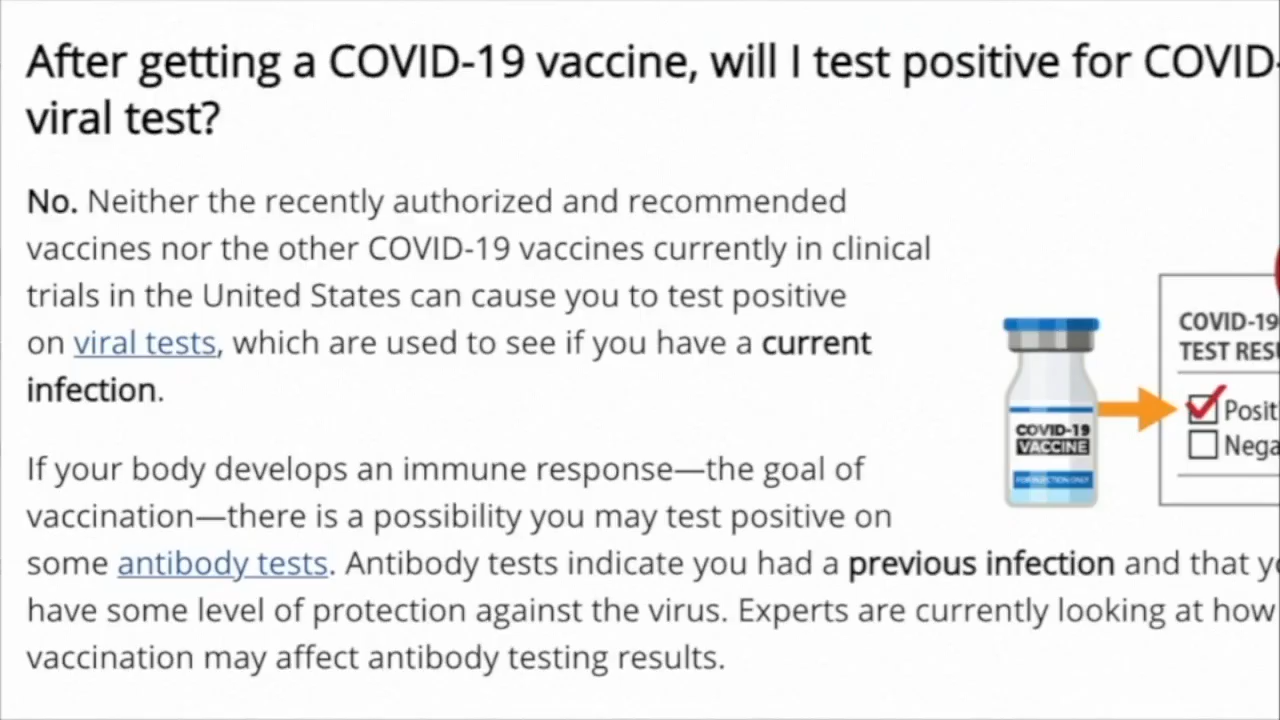 After getting a COVID-19 vaccine, will I test positive for COVID-
viral test?
No. Neither the recently authorized and recommended
vaccines nor the other COVID-19 vaccines currently in clinical
trials in the United States can cause you to test positive
on viral tests, which are used to see if you have a current
infection.
COVID-19
TEST RESU
Posit
Nega
COVID-19
VACCINE
FOR INJECTION ONLY
If your body develops an immune response—the goal of
vaccination—there is a possibility you may test positive on
some antibody tests. Antibody tests indicate you had a previous infection and that yo
have some level of protection against the virus. Experts are currently looking at how
vaccination may affect antibody testing results.